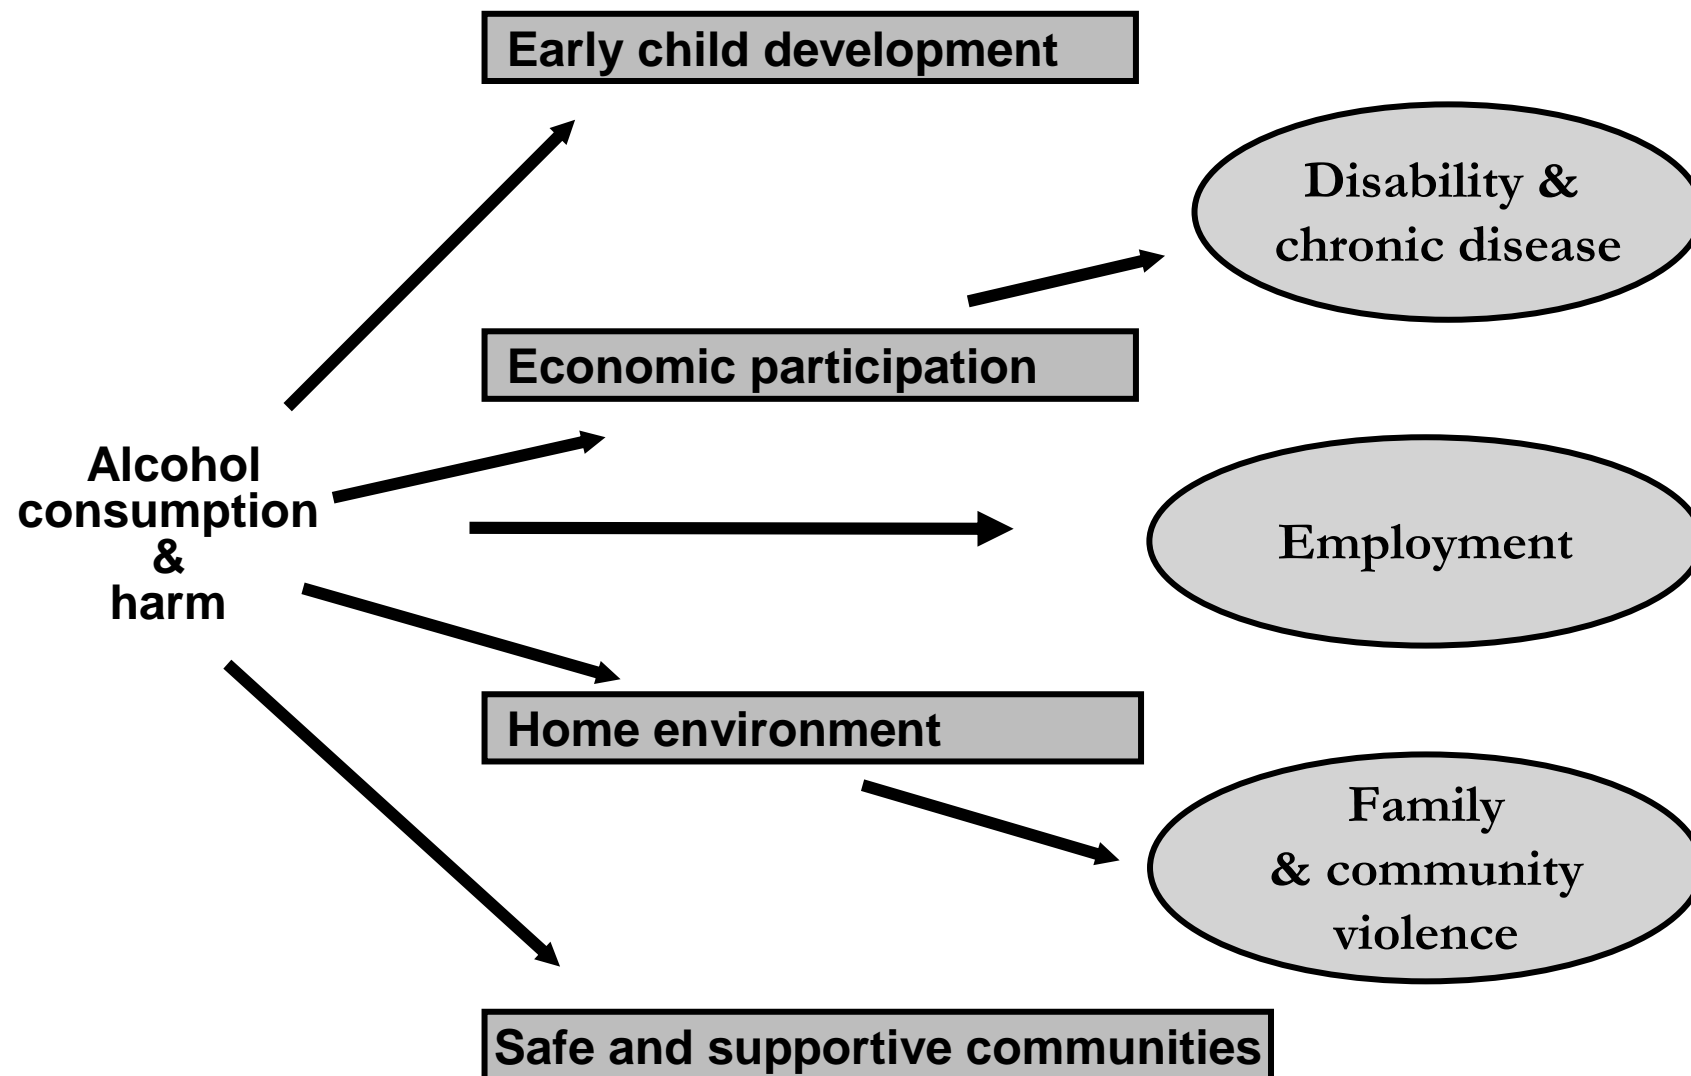 Early child development
Disability &
chronic disease
Economic participation
Alcohol
consumption
&
harm
Employment
Home environment
Family
& community
violence
Safe and supportive communities